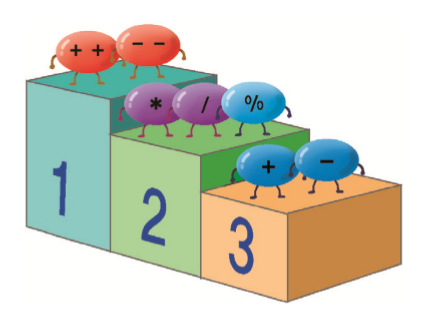 + + - -
* / %
+ -
1
2
3